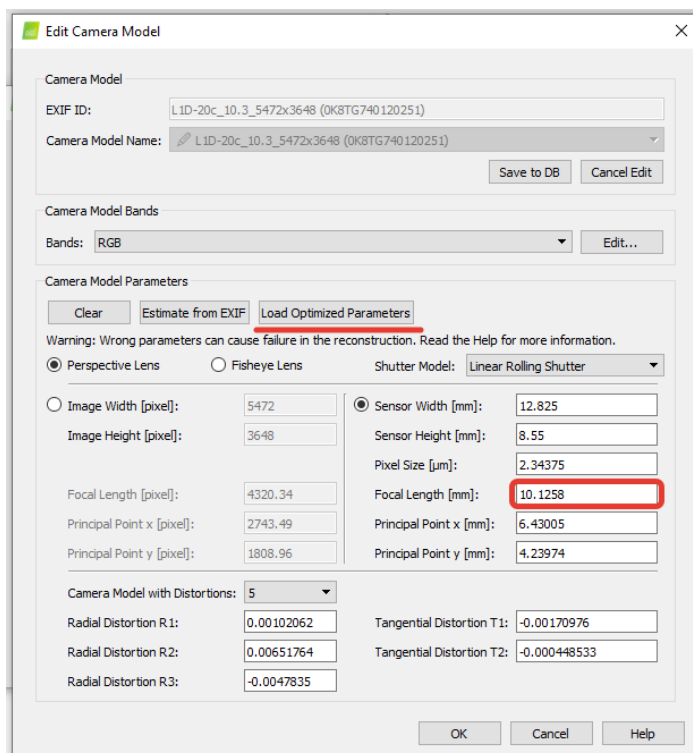 Edit Camera Model
Camera Model
EXIF ID: L1D-20c_10.3_5472x3648 (0K8TG740120251)
Camera Model Name: L1D-20c_10.3_5472x3648 (0K8TG740120251)
Save to DB Cancel Edit
Camera Model Bands
Bands: RGB Edit...
Camera Model Parameters
Clear Estimate from EXIF Load Optimized Parameters
Warning: Wrong parameters can cause failure in the reconstruction. Read the Help for more information.
Perspective Lens Fisheye Lens Shutter Model: Linear Rolling Shutter
Image Width [pixel]: 5472 Sensor Width [mm]: 12.825
Image Height [pixel]: 3648 Sensor Height [mm]: 8.55
Pixel Size [µm]: 2.34375
Focal Length [pixel]: 4320.34 Focal Length [mm]: 10.1258
Principal Point x [pixel]: 2743.49 Principal Point x [mm]: 6.43005
Principal Point y [pixel]: 1808.96 Principal Point y [mm]: 4.23974
Camera Model with Distortions: 5
Radial Distortion R1: 0.00102062 Tangential Distortion T1: -0.00170976
Radial Distortion R2: 0.00651764 Tangential Distortion T2: -0.000448533
Radial Distortion R3: -0.0047835
OK Cancel Help